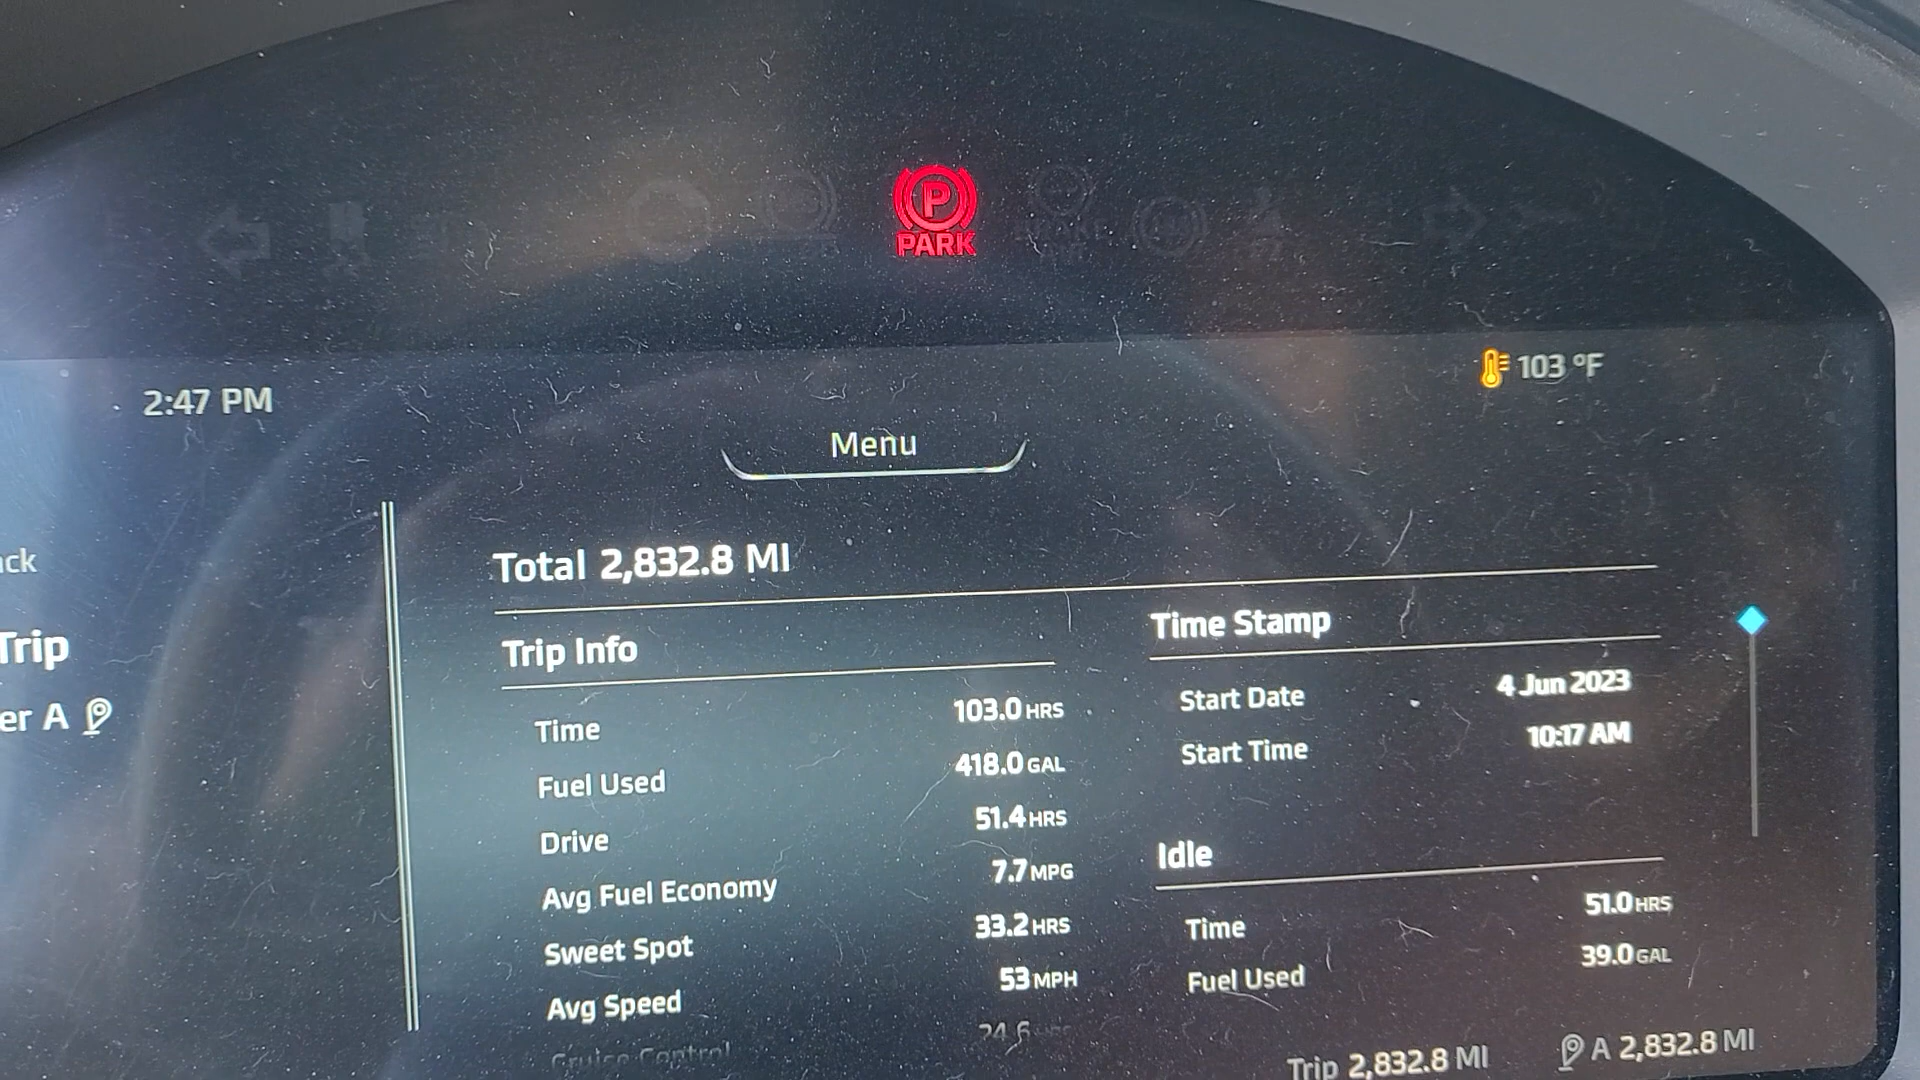 P
PARK
2:47 PM
103 °F
Menu
ck
Trip
er A
Total 2,832.8 MI
Trip Info
Time 103.0 HRS
Fuel Used 418.0 GAL
Drive 51.4 HRS
Avg Fuel Economy 7.7 MPG
Sweet Spot 33.2 HRS
Avg Speed 53 MPH
Cruise Control 24.6 HRS
Time Stamp
Start Date 4 Jun 2023
Start Time 10:17 AM
Idle
Time 51.0 HRS
Fuel Used 39.0 GAL
Trip 2,832.8 MI
A 2,832.8 MI